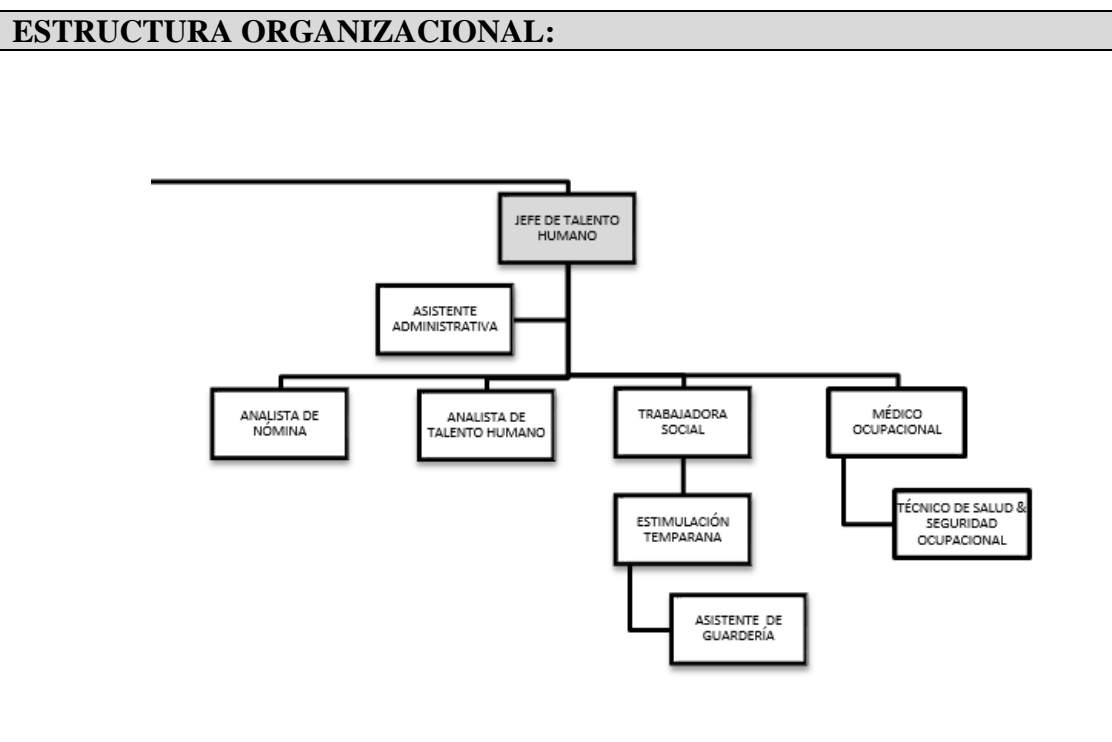 ESTRUCTURA ORGANIZACIONAL:
JEFE DE TALENTO
HUMANO
ASISTENTE
ADMINISTRATIVA
ANALISTA DE
NÓMINA
ANALISTA DE
TALENTO HUMANO
TRABAJADORA
SOCIAL
MÉDICO
OCUPACIONAL
ESTIMULACIÓN
TEMPARANA
TÉCNICO DE SALUD &
SEGURIDAD
OCUPACIONAL
ASISTENTE DE
GUARDERÍA